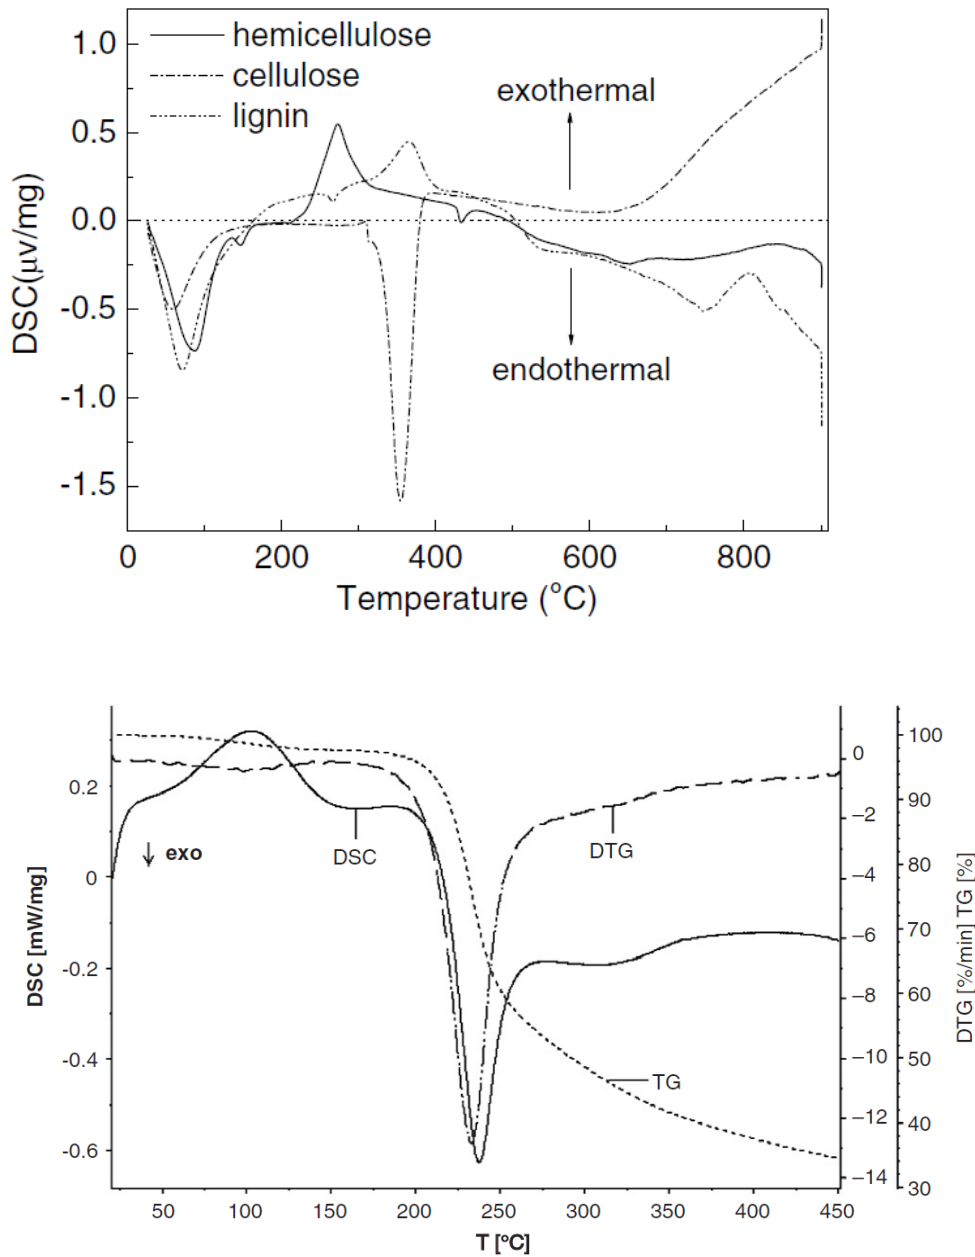 1.0
0.5
0.0
-0.5
-1.0
-1.5
DSC(μv/mg)
hemicellulose
cellulose
lignin
exothermal
endothermal
0 200 400 600 800
Temperature (°C)
0.2
0
-0.2
-0.4
-0.6
DSC [mW/mg]
exo
DSC
DTG
TG
0
−2
−4
−6
−8
−10
−12
−14
100
90
80
70
60
50
40
30
DTG [%/min] TG [%]
50 100 150 200 250 300 350 400 450
T [°C]